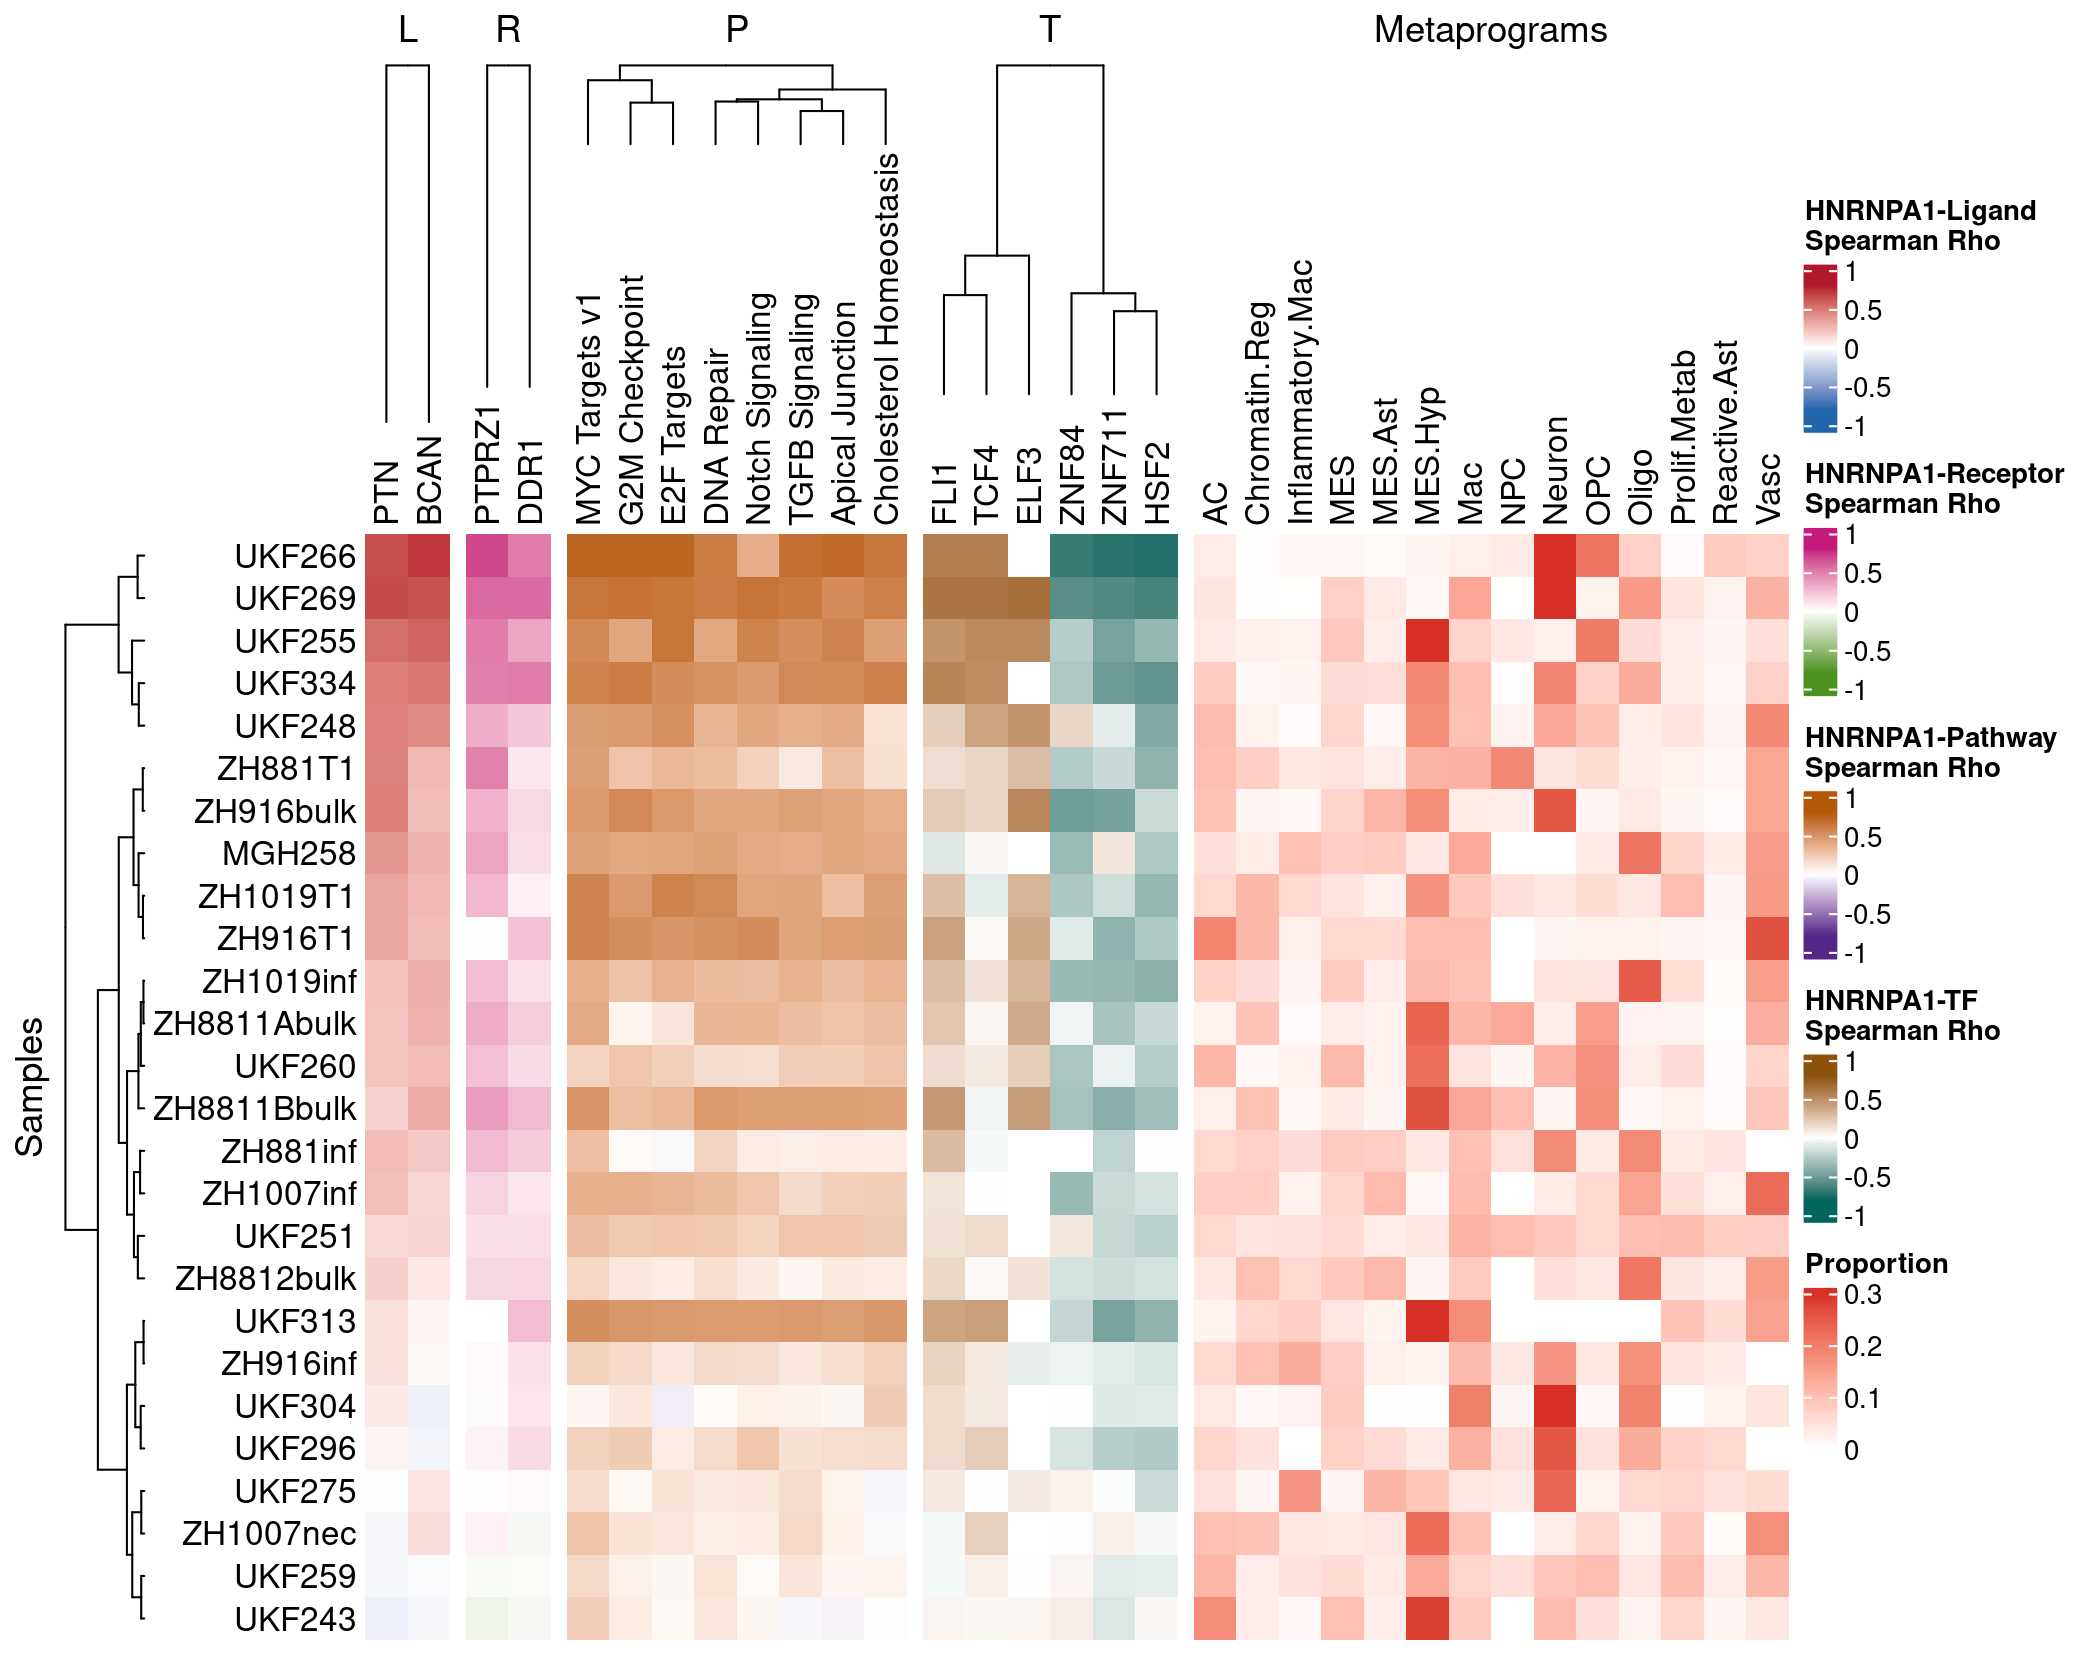 L R P T Metaprograms
PTN
BCAN
PTPRZ1
DDR1
MYC Targets v1
G2M Checkpoint
E2F Targets
DNA Repair
Notch Signaling
TGFB Signaling
Apical Junction
Cholesterol Homeostasis
FLI1
TCF4
ELF3
ZNF84
ZNF711
HSF2
AC
Chromatin.Reg
Inflammatory.Mac
MES
MES.Ast
MES.Hyp
Mac
NPC
Neuron
OPC
Oligo
Prolif.Metab
Reactive.Ast
Vasc
Samples
UKF266
UKF269
UKF255
UKF334
UKF248
ZH881T1
ZH916bulk
MGH258
ZH1019T1
ZH916T1
ZH1019inf
ZH8811Abulk
UKF260
ZH8811Bbulk
ZH881inf
ZH1007inf
UKF251
ZH8812bulk
UKF313
ZH916inf
UKF304
UKF296
UKF275
ZH1007nec
UKF259
UKF243
HNRNPA1-Ligand
Spearman Rho
1
0.5
0
-0.5
-1
HNRNPA1-Receptor
Spearman Rho
1
0.5
0
-0.5
-1
HNRNPA1-Pathway
Spearman Rho
1
0.5
0
-0.5
-1
HNRNPA1-TF
Spearman Rho
1
0.5
0
-0.5
-1
Proportion
0.3
0.2
0.1
0